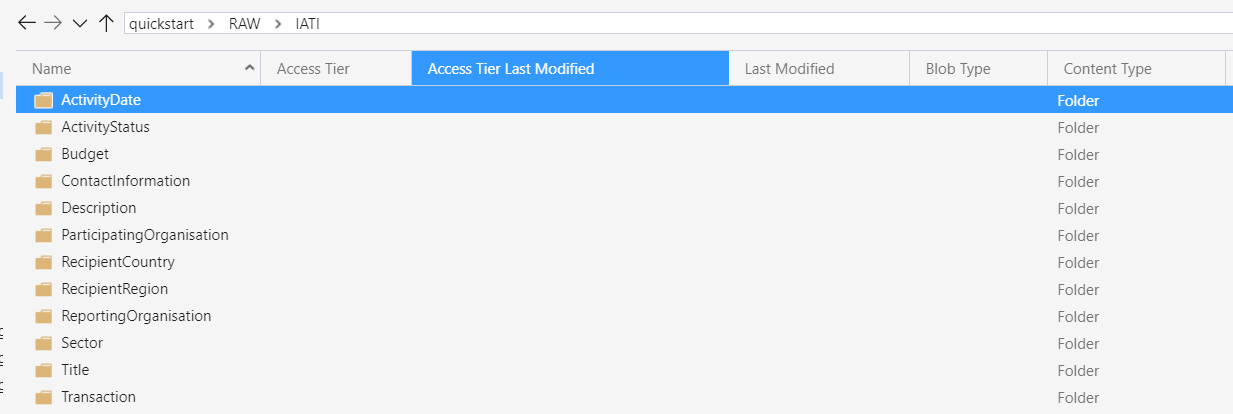 quickstart > RAW > IATI
Name Access Tier Access Tier Last Modified Last Modified Blob Type Content Type
ActivityDate Folder
ActivityStatus Folder
Budget Folder
ContactInformation Folder
Description Folder
ParticipatingOrganisation Folder
RecipientCountry Folder
RecipientRegion Folder
ReportingOrganisation Folder
Sector Folder
Title Folder
Transaction Folder